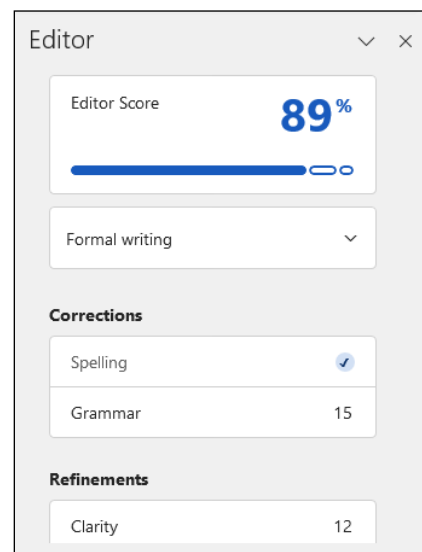 Editor
Editor Score 89%
Formal writing
Corrections
Spelling
Grammar 15
Refinements
Clarity 12